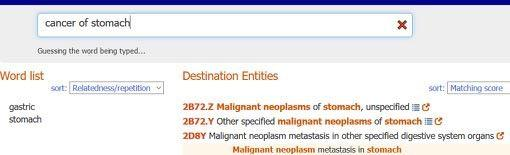 cancer of stomach
Guessing the word being typed...
Word list
sort: Relatedness/repetition
gastric
stomach
Destination Entities
sort: Matching score
2B72.Z Malignant neoplasms of stomach, unspecified
2B72.Y Other specified malignant neoplasms of stomach
2D8Y Malignant neoplasm metastasis in other specified digestive system organs
Malignant neoplasm metastasis in stomach